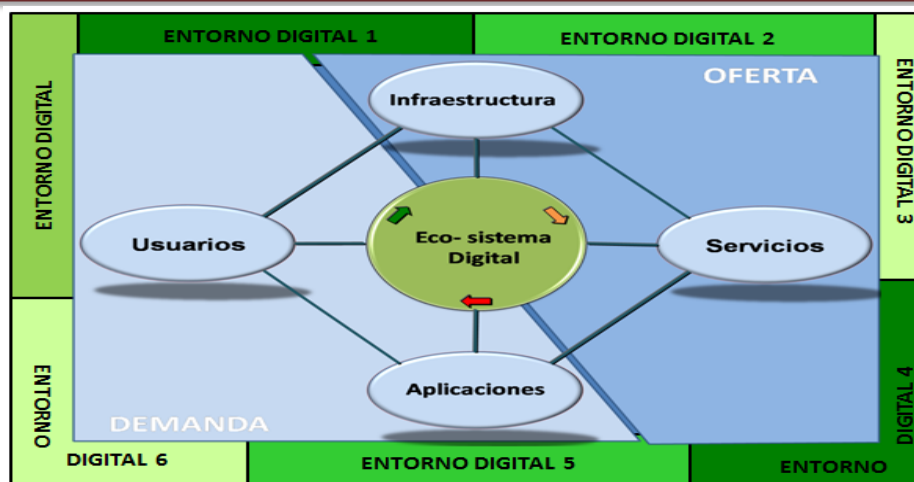 ENTORNO DIGITAL 1
ENTORNO DIGITAL 2
OFERTA
Infraestructura
ENTORNO DIGITAL
ENTORNO DIGITAL 3
Usuarios
Eco- sistema
Digital
Servicios
Aplicaciones
DEMANDA
ENTORNO
DIGITAL 6
ENTORNO DIGITAL 5
ENTORNO
DIGITAL 4